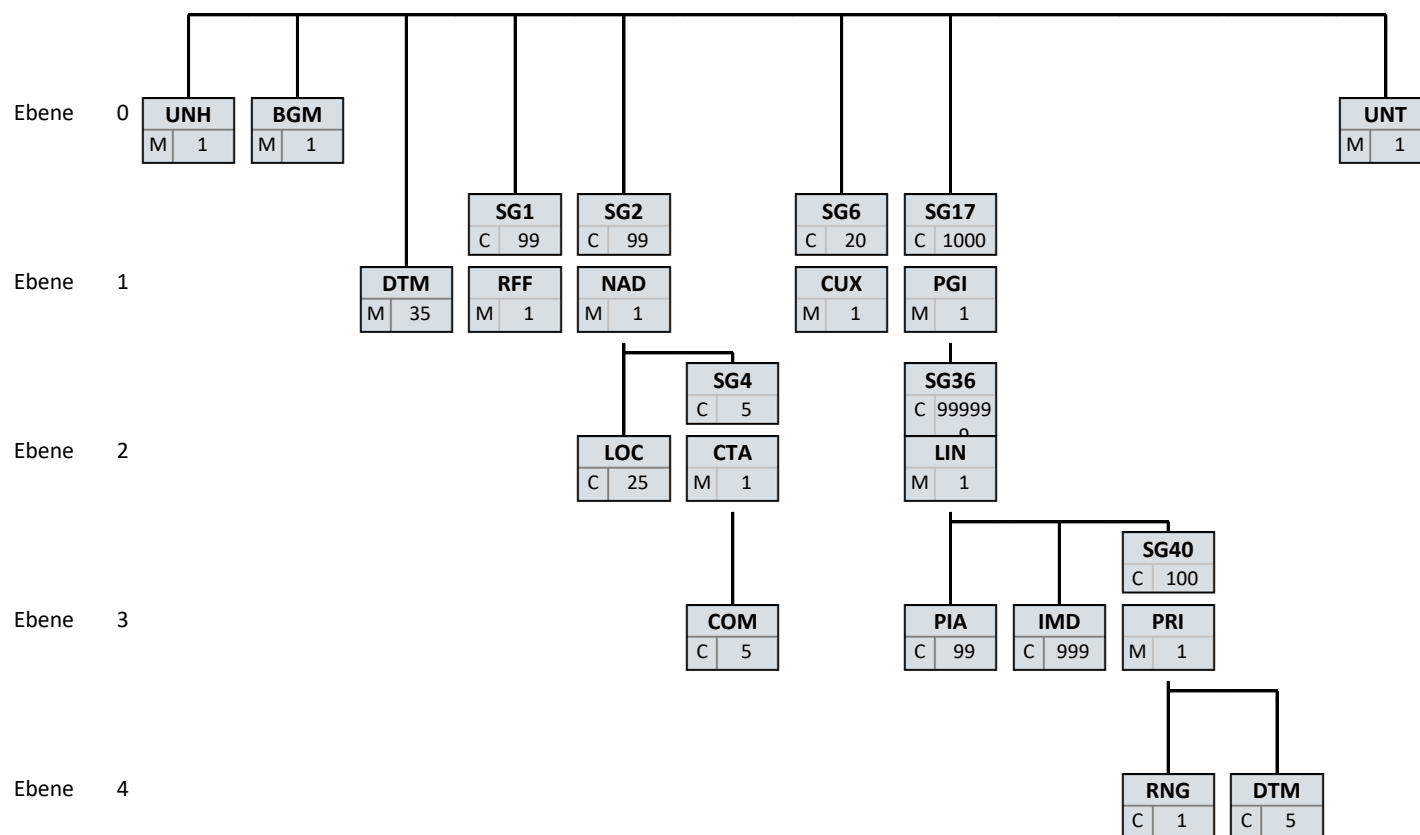 Ebene 0 UNH BGM UNT
M 1 M 1 M 1
SG1 SG2 SG6 SG17
C 99 C 99 C 20 C 1000
Ebene 1 DTM RFF NAD CUX PGI
M 35 M 1 M 1 M 1 M 1
SG4 SG36
C 5 C 99999
Ebene 2 LOC CTA LIN
C 25 M 1 M 1
SG40
C 100
Ebene 3 COM PIA IMD PRI
C 5 C 99 C 999 M 1
Ebene 4 RNG DTM
C 1 C 5